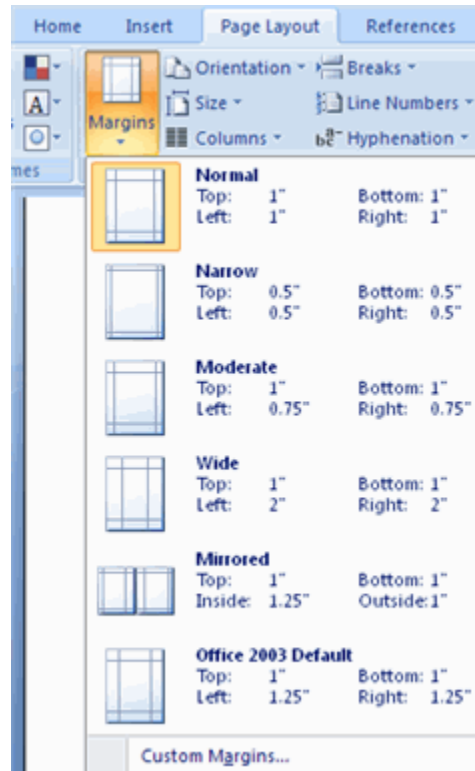 Home Insert Page Layout References
Orientation Breaks
A Size Line Numbers
Margins Columns Hyphenation
mes
Normal
Top: 1" Bottom: 1"
Left: 1" Right: 1"
Narrow
Top: 0.5" Bottom: 0.5"
Left: 0.5" Right: 0.5"
Moderate
Top: 1" Bottom: 1"
Left: 0.75" Right: 0.75"
Wide
Top: 1" Bottom: 1"
Left: 2" Right: 2"
Mirrored
Top: 1" Bottom: 1"
Inside: 1.25" Outside: 1"
Office 2003 Default
Top: 1" Bottom: 1"
Left: 1.25" Right: 1.25"
Custom Margins...